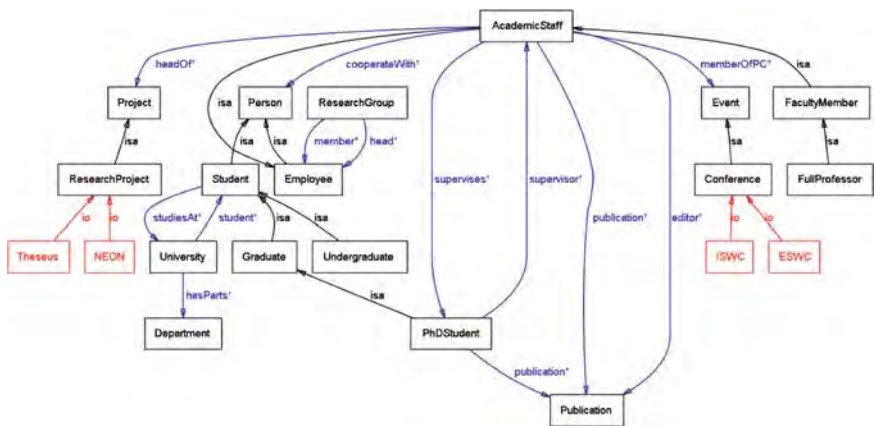 AcademicStaff
headOf*
cooperateWith*
memberOfPC*
isa
isa
Project
Person
ResearchGroup
Event
FacultyMember
isa
isa
isa
member*
head*
isa
isa
ResearchProject
Student
Employee
supervises*
supervisor*
Conference
FullProfessor
studiesAt*
student*
isa
isa
publication*
editor*
io
io
io
io
Theseus
NEON
University
Graduate
Undergraduate
ISWC
ESWC
hesParts*
isa
Department
PhDStudent
publication*
Publication